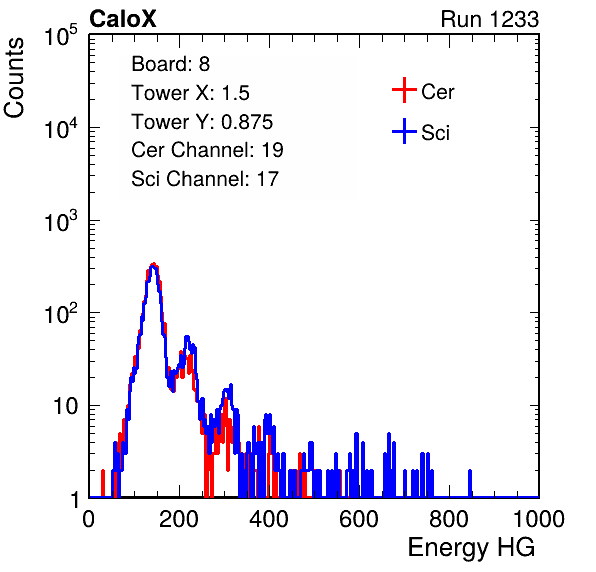 CaloX Run 1233
Counts
10^5
10^4
10^3
10^2
10
1
Board: 8
Tower X: 1.5
Tower Y: 0.875
Cer Channel: 19
Sci Channel: 17
Cer
Sci
0 200 400 600 800 1000
Energy HG